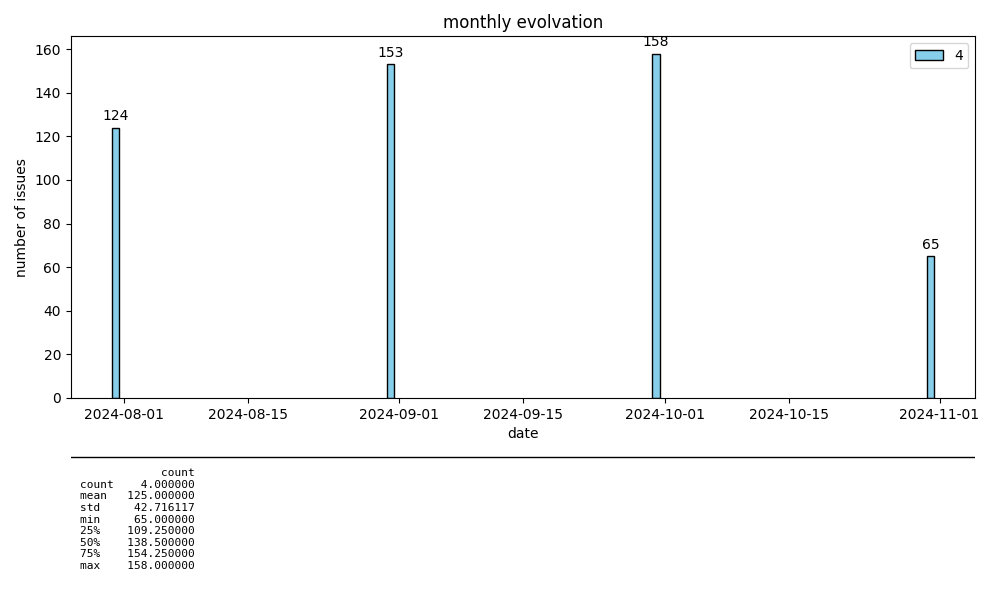 monthly evolvation
158
153
124
65
4
160
140
120
100
80
60
40
20
0
number of issues
2024-08-01 2024-08-15 2024-09-01 2024-09-15 2024-10-01 2024-10-15 2024-11-01
date
count
count 4.000000
mean 125.000000
std 42.716117
min 65.000000
25% 109.250000
50% 138.500000
75% 154.250000
max 158.000000